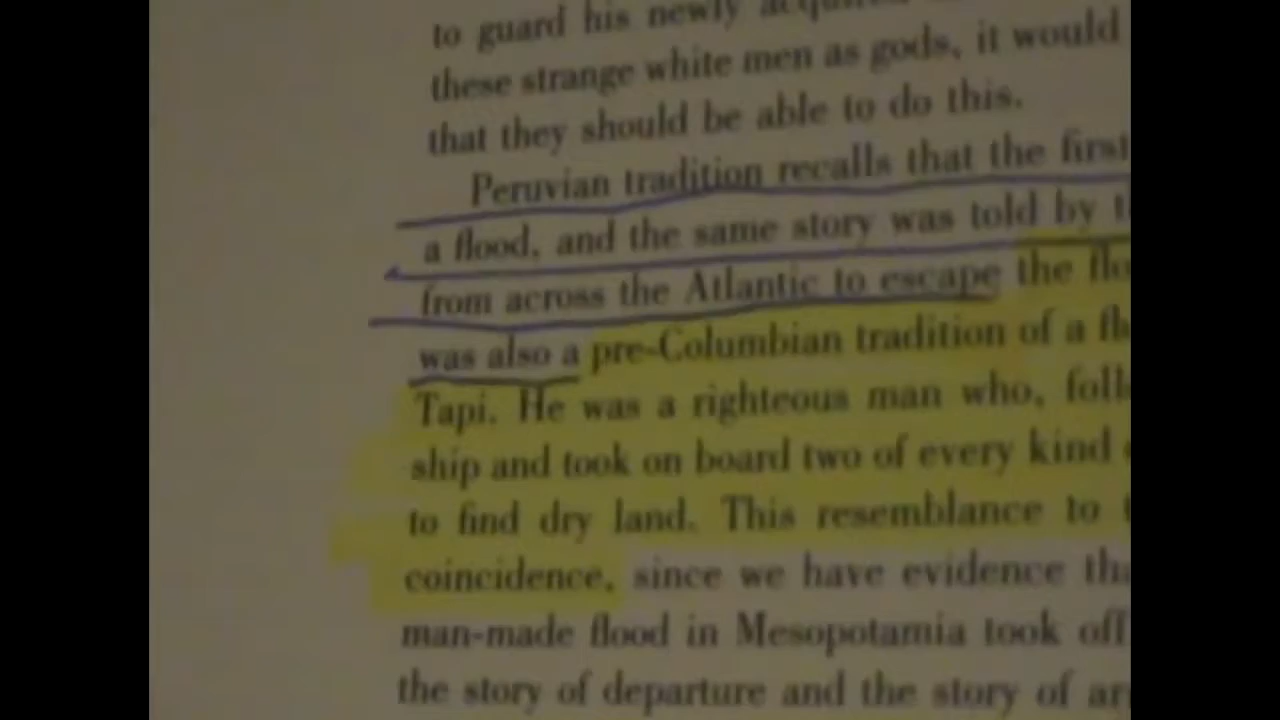 to guard his newly acquired
these strange white men as gods, it would
that they should be able to do this.
Peruvian tradition recalls that the first
a flood, and the same story was told by
from across the Atlantic to escape the
was also a pre-Columbian tradition of a
Tapi. He was a righteous man who,
ship and took on board two of every kind
to find dry land. This resemblance to
coincidence, since we have evidence
man-made flood in Mesopotamia took off
the story of departure and the story of